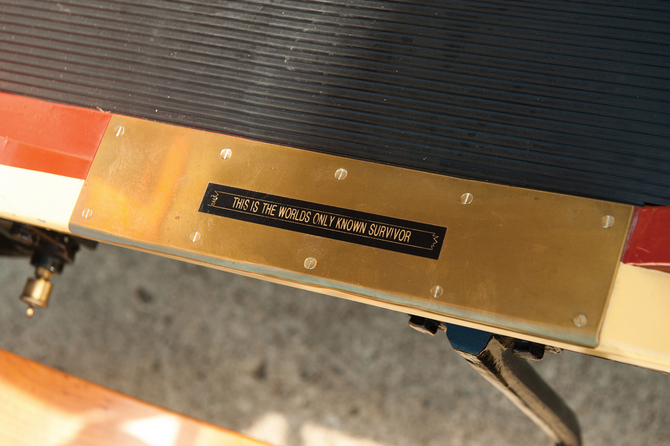 THIS IS THE WORLDS ONLY KNOWN SURVIVOR